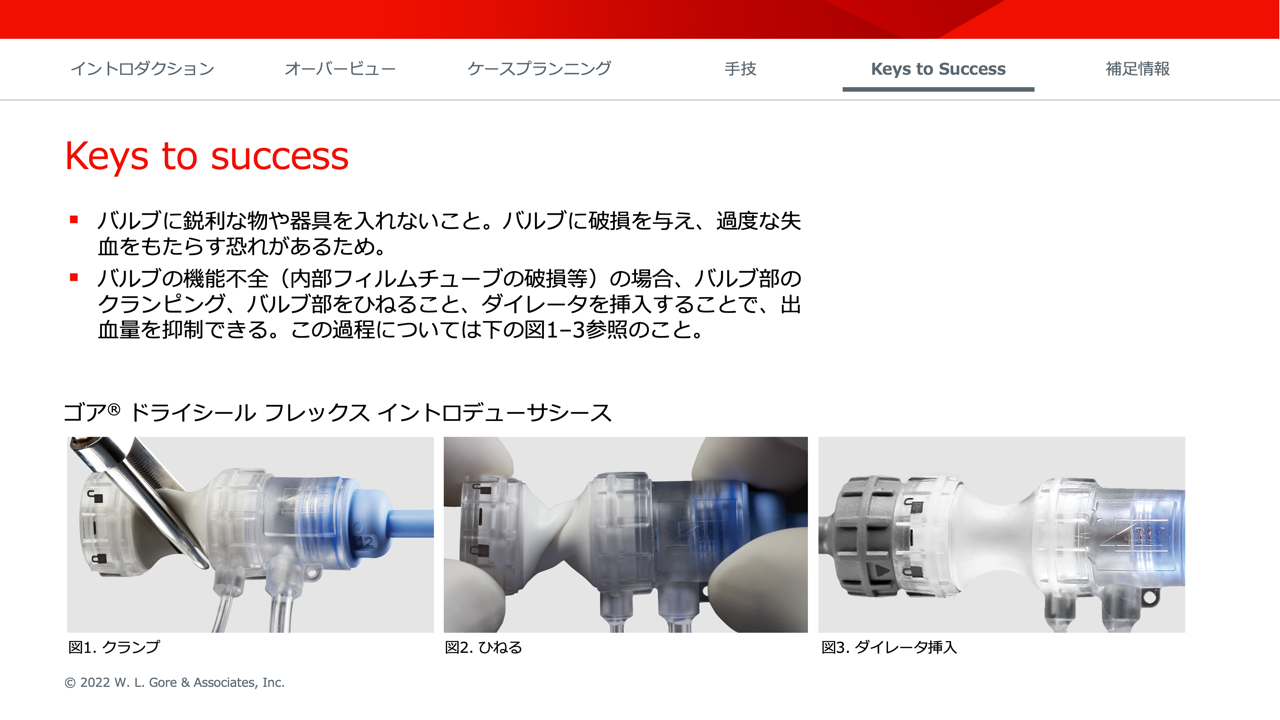 イントロダクション
オーバービュー
ケースプランニング
手技
Keys to Success
補足情報
Keys to success
▪ バルブに鋭利な物や器具を入れないこと。バルブに破損を与え、過度な失
血をもたらす恐れがあるため。
▪ バルブの機能不全（内部フィルムチューブの破損等）の場合、バルブ部の
クランピング、バルブ部をひねること、ダイレータを挿入することで、出
血量を抑制できる。この過程については下の図1–3参照のこと。
ゴア® ドライシール フレックス イントロデューサシース
図1. クランプ
図2. ひねる
図3. ダイレータ挿入
© 2022 W. L. Gore & Associates, Inc.